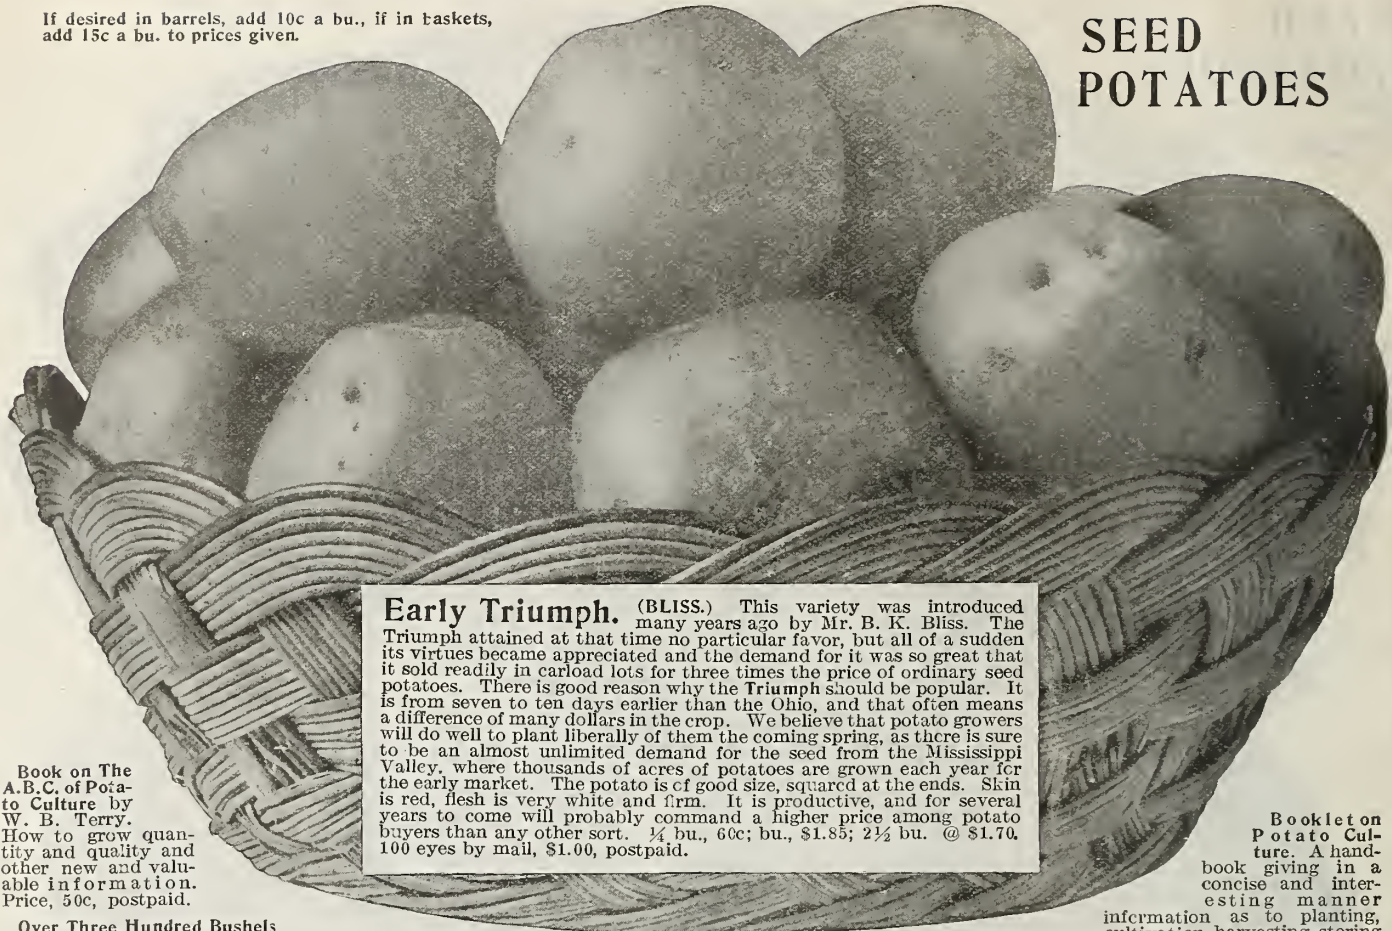 If desired in barrels, add 10c a bu., if in baskets,
add 15c a bu. to prices given.
SEED
POTATOES
Early Triumph. (BLISS.) This variety was introduced
many years ago by Mr. B. K. Bliss. The
Triumph attained at that time no particular favor, but all of a sudden
its virtues became appreciated and the demand for it was so great that
it sold readily in carload lots for three times the price of ordinary seed
potatoes. There is good reason why the Triumph should be popular. It
is from seven to ten days earlier than the Ohio, and that often means
a difference of many dollars in the crop. We believe that potato growers
will do well to plant liberally of them the coming spring, as there is sure
to be an almost unlimited demand for the seed from the Mississippi
Valley, where thousands of acres of potatoes are grown each year for
the early market. The potato is of good size, squared at the ends. Skin
is red, flesh is very white and firm. It is productive, and for several
years to come will probably command a higher price among potato
buyers than any other sort. ¼ bu., 60c; bu., $1.85; 2½ bu. @ $1.70.
100 eyes by mail, $1.00, postpaid.
Book on The
A.B.C. of Pota-
to Culture by
W. B. Terry.
How to grow quan-
tity and quality and
other new and valu-
able information.
Price, 50c, postpaid.
Over Three Hundred Bushels
Booklet on
Potato Cul-
ture. A hand-
book giving in a
concise and inter-
esting manner
information as to planting,
cultivation harvesting storing